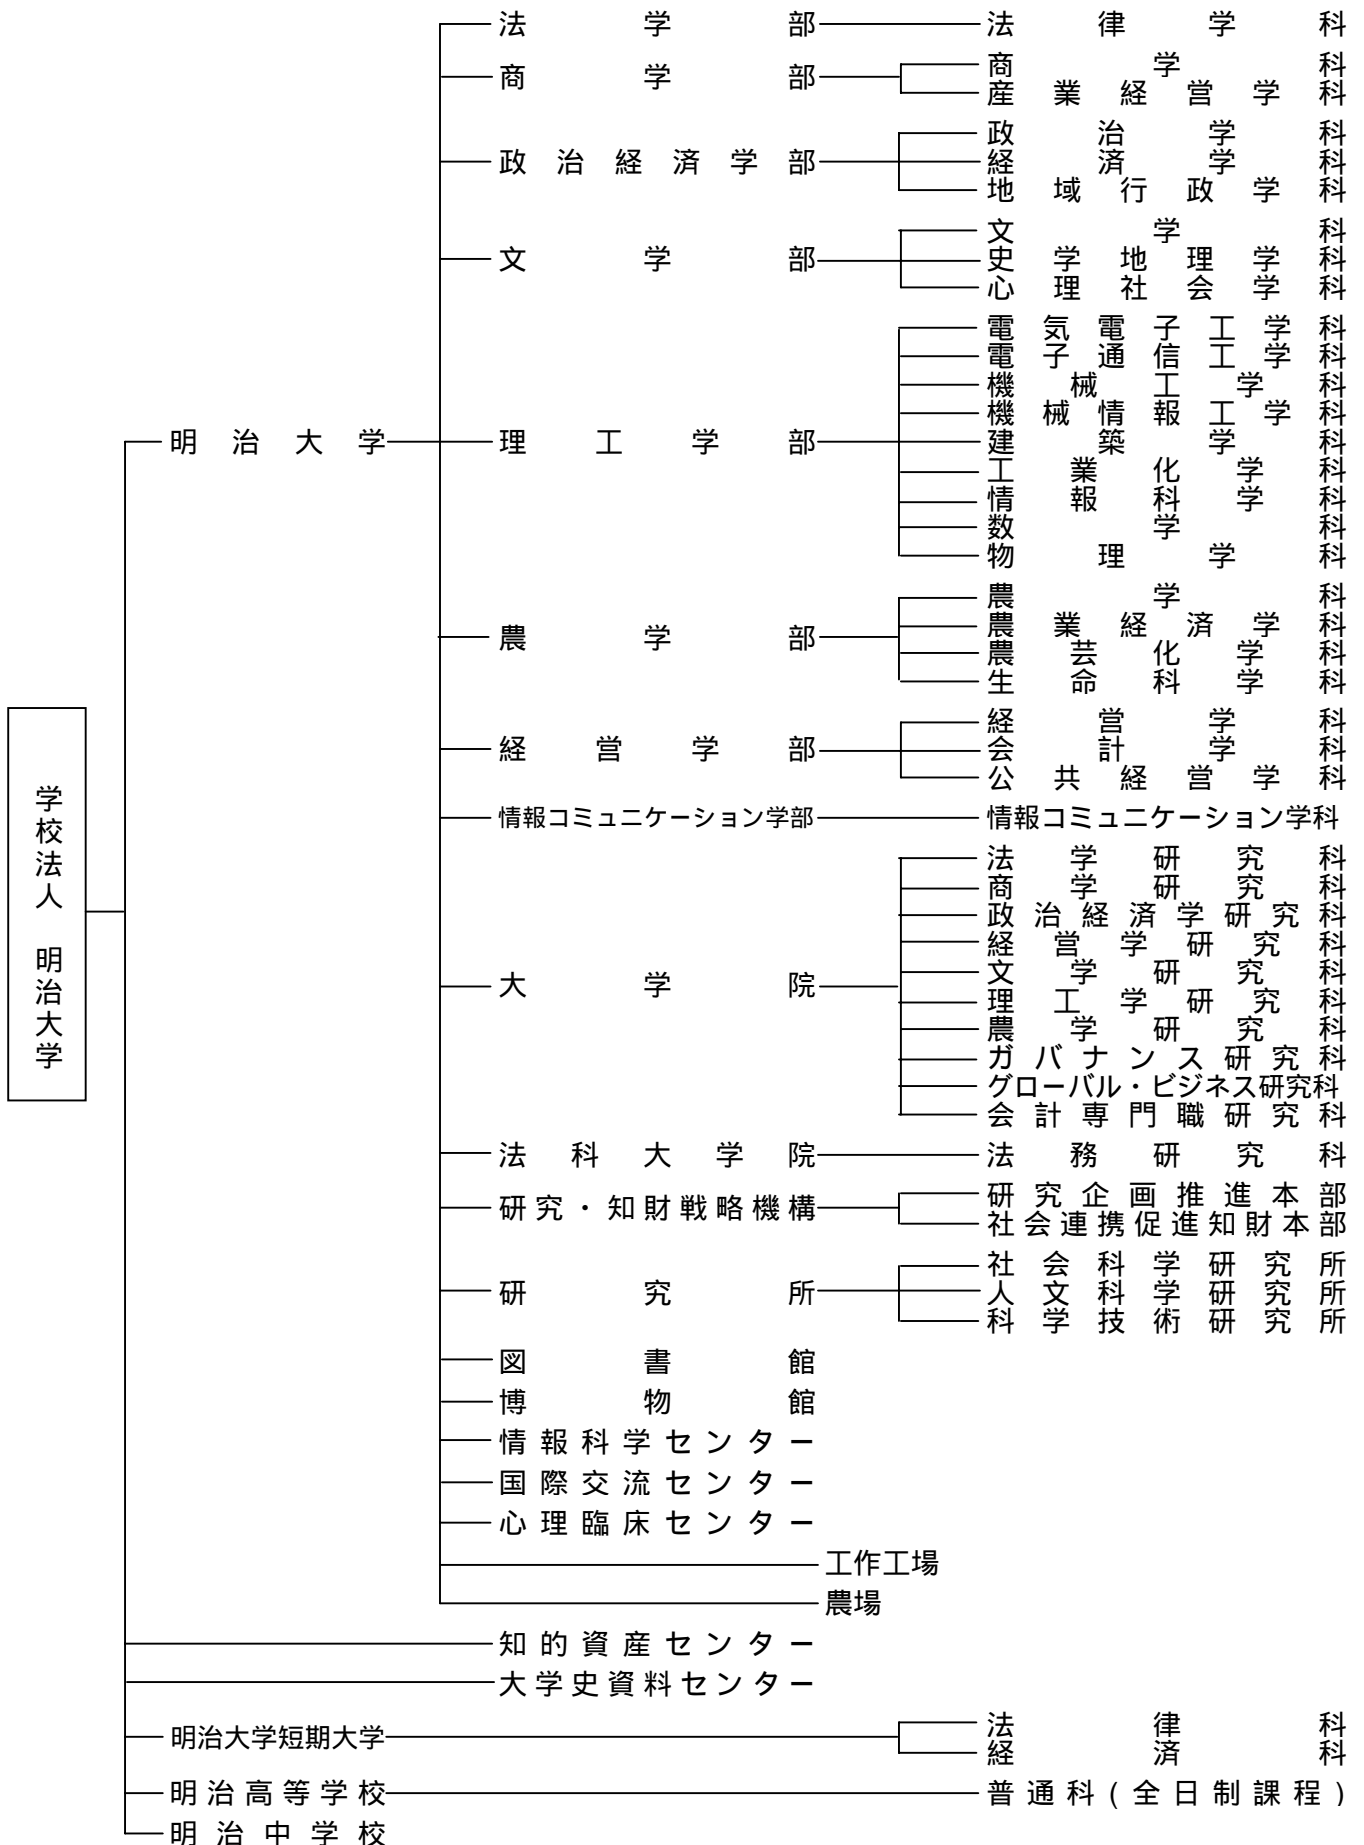 法学部 法律学科
商学部 商学科
産業経営学科
政治経済学部 政治学科
経済学科
地域行政学科
文学部 文学科
史学地理学科
心理社会学科
明治大学 理工学部 電気電子工学科
電子通信工学科
機械工学科
機械情報工学科
建築学科
工業化学科
情報科学科
数学科
物理学科
農学部 農学科
農業経済学科
農芸化学科
生命科学科
経営学部 経営学科
会計学科
公共経営学科
情報コミュニケーション学部 情報コミュニケーション学科
学校法人 明治大学
大学院 法学研究科
商学研究科
政治経済学研究科
経営学研究科
文学研究科
理工学研究科
農学研究科
ガバナンス研究科
グローバル・ビジネス研究科
会計専門職研究科
法科大学院 法務研究科
研究・知財戦略機構 研究企画推進本部
社会連携促進知財本部
研究所 社会科学研究所
人文科学研究所
科学技術研究所
図書館
博物館
情報科学センター
国際交流センター
心理臨床センター
工作工場
農場
知的資産センター
大学史資料センター
明治大学短期大学 法律科
経済科
明治高等学校 普通科(全日制課程)
明治中学校